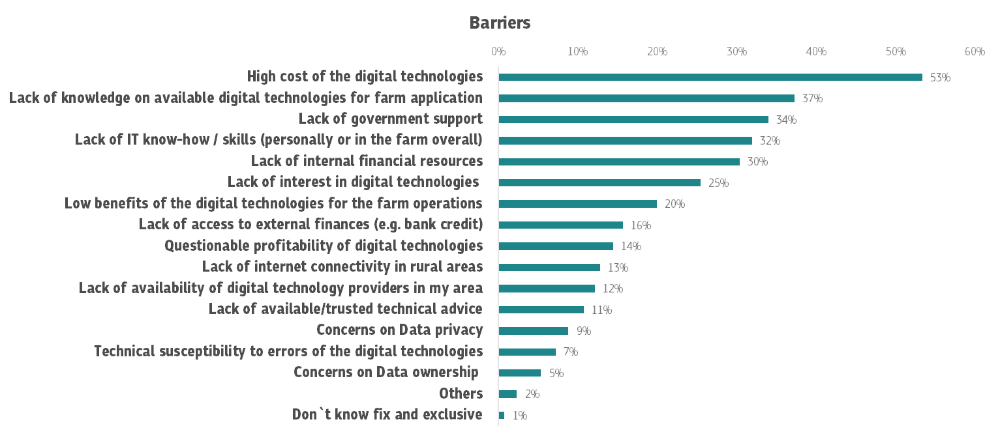 Barriers
0% 10% 20% 30% 40% 50% 60%
High cost of the digital technologies 53%
Lack of knowledge on available digital technologies for farm application 37%
Lack of government support 34%
Lack of IT know-how / skills (personally or in the farm overall) 32%
Lack of internal financial resources 30%
Lack of interest in digital technologies 25%
Low benefits of the digital technologies for the farm operations 20%
Lack of access to external finances (e.g. bank credit) 16%
Questionable profitability of digital technologies 14%
Lack of internet connectivity in rural areas 13%
Lack of availability of digital technology providers in my area 12%
Lack of available/trusted technical advice 11%
Concerns on Data privacy 9%
Technical susceptibility to errors of the digital technologies 7%
Concerns on Data ownership 5%
Others 2%
Don`t know fix and exclusive 1%